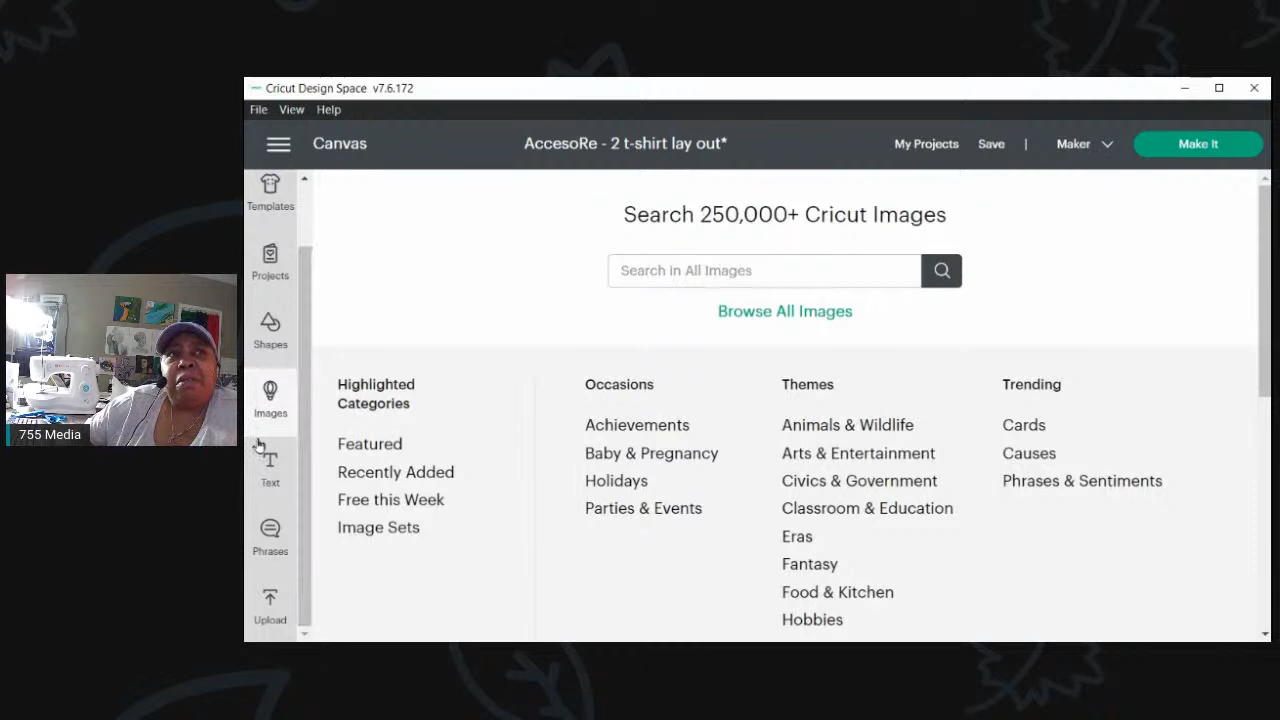 Cricut Design Space v7.6.172
File View Help
Canvas
AccesoRe - 2 t-shirt lay out*
My Projects Save | Maker Make It
Templates
Projects
Shapes
Images
Text
Phrases
Upload
Search 250,000+ Cricut Images
Search in All Images
Browse All Images
Highlighted
Categories
Featured
Recently Added
Free this Week
Image Sets
Occasions
Achievements
Baby & Pregnancy
Holidays
Parties & Events
Themes
Animals & Wildlife
Arts & Entertainment
Civics & Government
Classroom & Education
Eras
Fantasy
Food & Kitchen
Hobbies
Trending
Cards
Causes
Phrases & Sentiments
755 Media